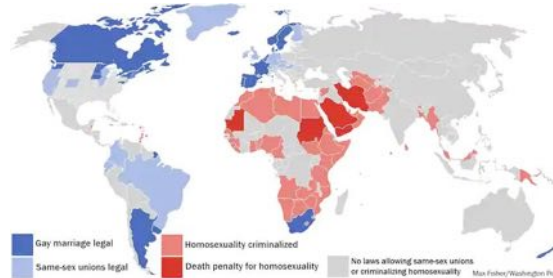 Gay marriage legal
Same-sex unions legal
Homosexuality criminalized
Death penalty for homosexuality
No laws allowing same-sex unions
or criminalizing homosexuality
Max Fisher/Washington